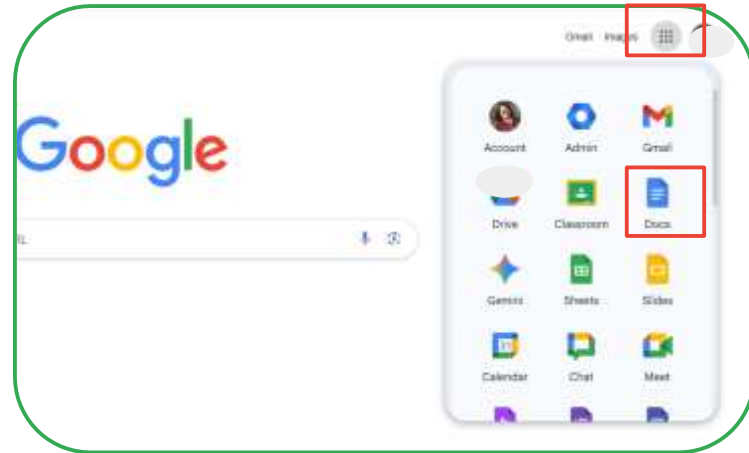 Gmail Images
Google
Account Admin Gmail
Drive Classroom Docs
Gemini Sheets Slides
Calendar Chat Meet